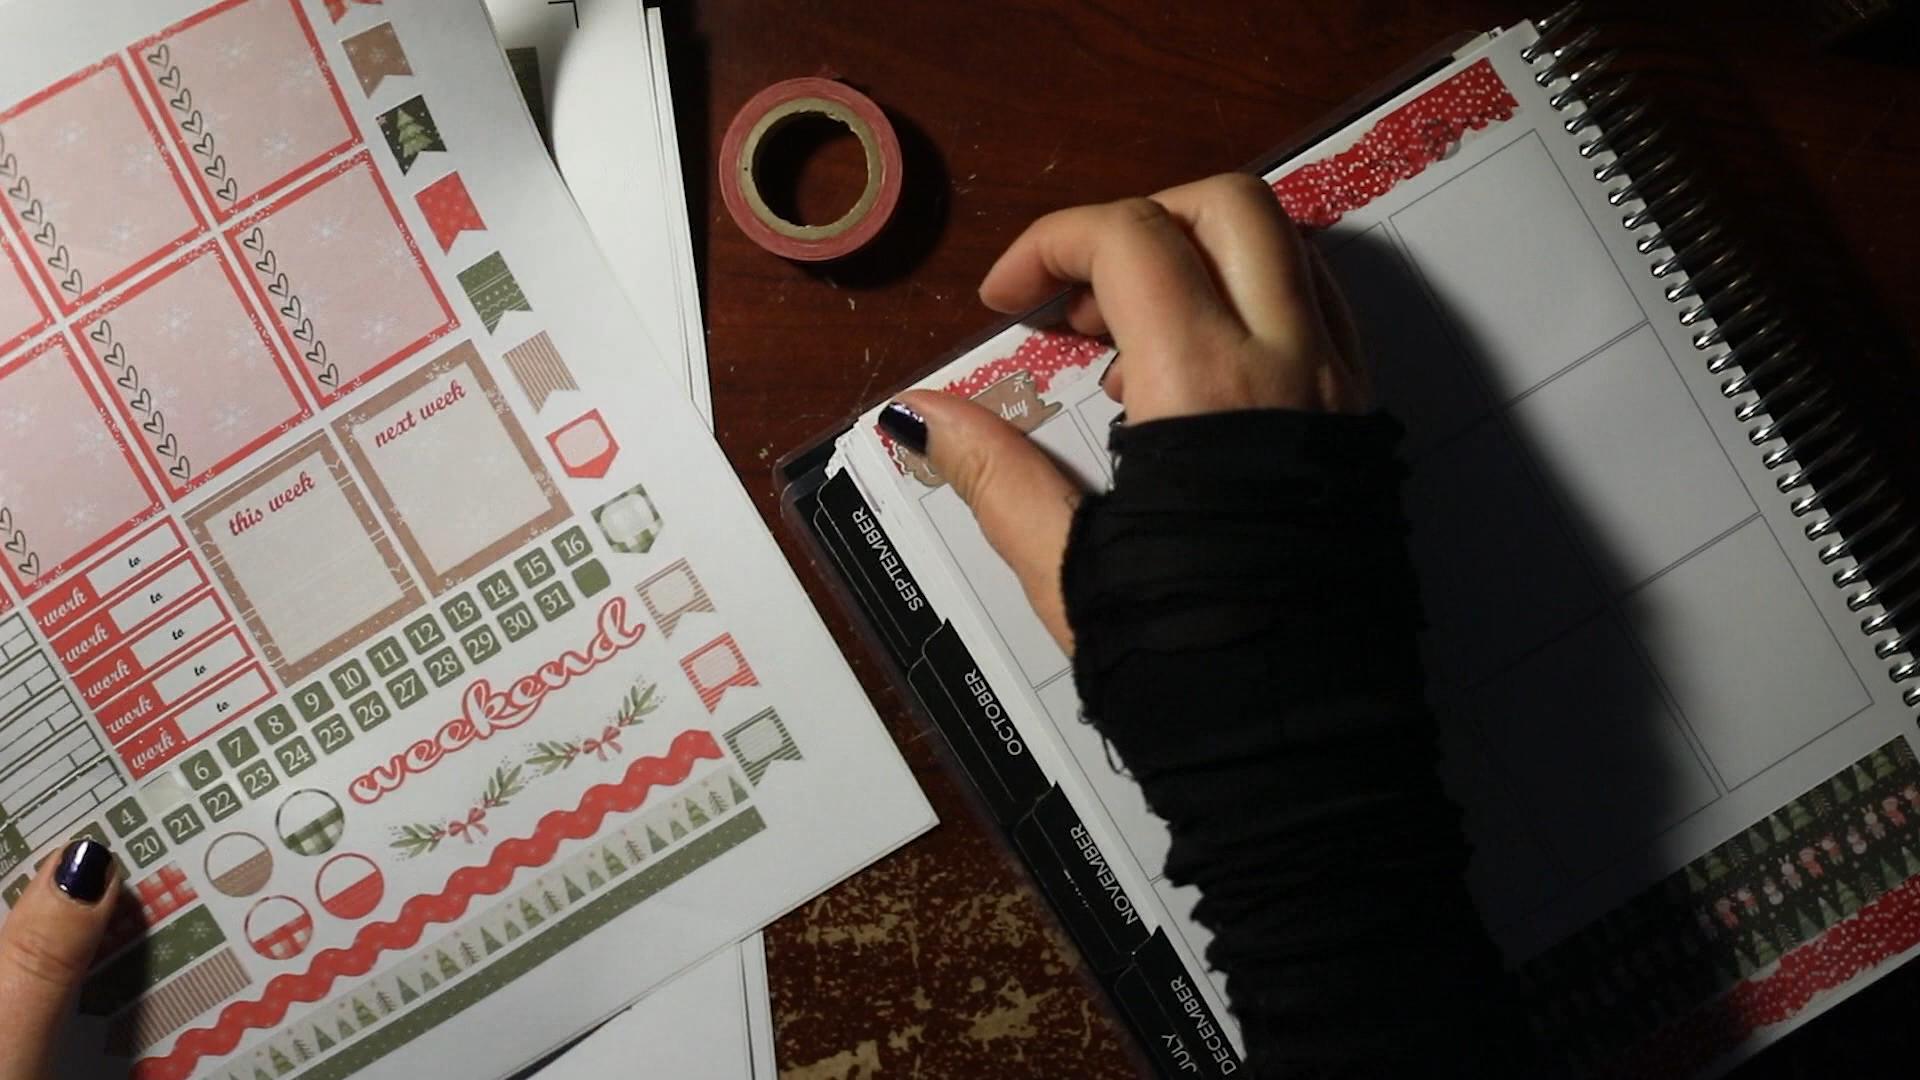 next week
this week
to
work
to
work
to
work
to
work
to
work
6 7 8 9 10 11 12 13 14 15 16
4
20 21 22 23 24 25 26 27 28 29 30 31
weekend
day
SEPTEMBER
OCTOBER
NOVEMBER
DECEMBER
JULY